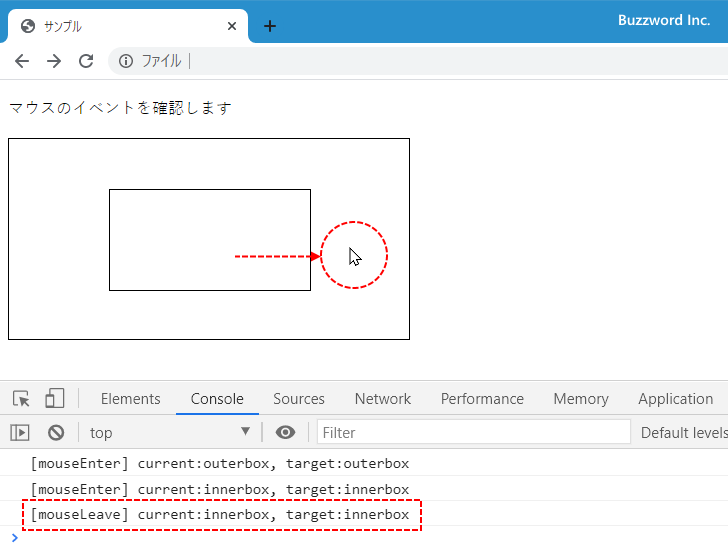 サンプル
Buzzword Inc.
ファイル
マウスのイベントを確認します
Elements Console Sources Network Performance Memory Application
top Filter Default levels
[mouseEnter] current:outerbox, target:outerbox
[mouseEnter] current:innerbox, target:innerbox
[mouseLeave] current:innerbox, target:innerbox